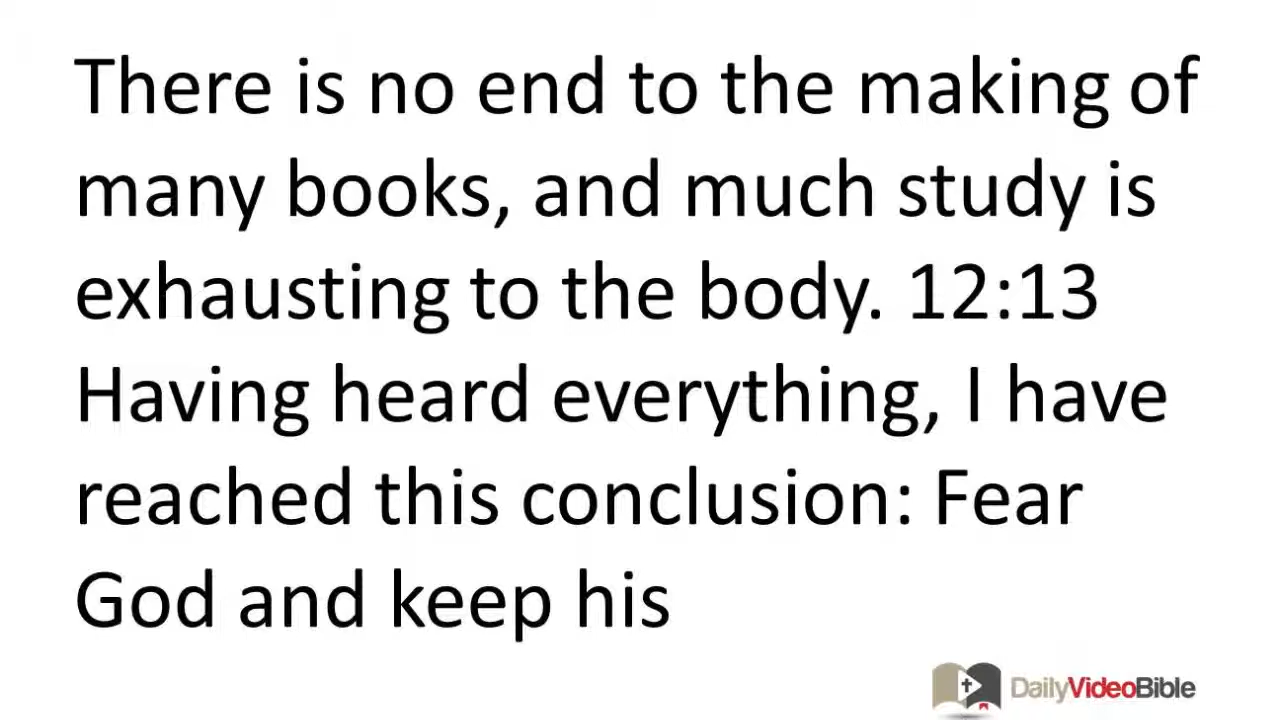 There is no end to the making of
many books, and much study is
exhausting to the body. 12:13
Having heard everything, I have
reached this conclusion: Fear
God and keep his
DailyVideoBible